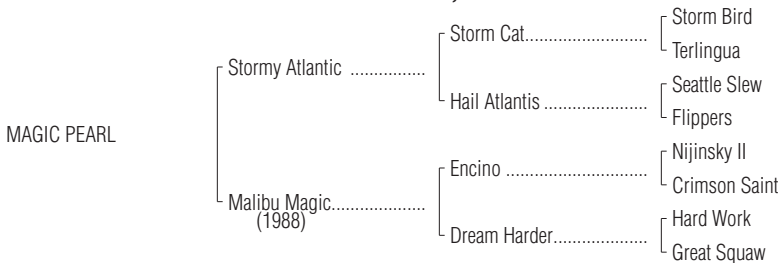 Storm Bird
Storm Cat........................
Terlingua
Stormy Atlantic ................
Seattle Slew
Hail Atlantis ......................
Flippers
MAGIC PEARL
Nijinsky II
Encino ..............................
Crimson Saint
Malibu Magic....................
(1988)
Hard Work
Dream Harder....................
Great Squaw